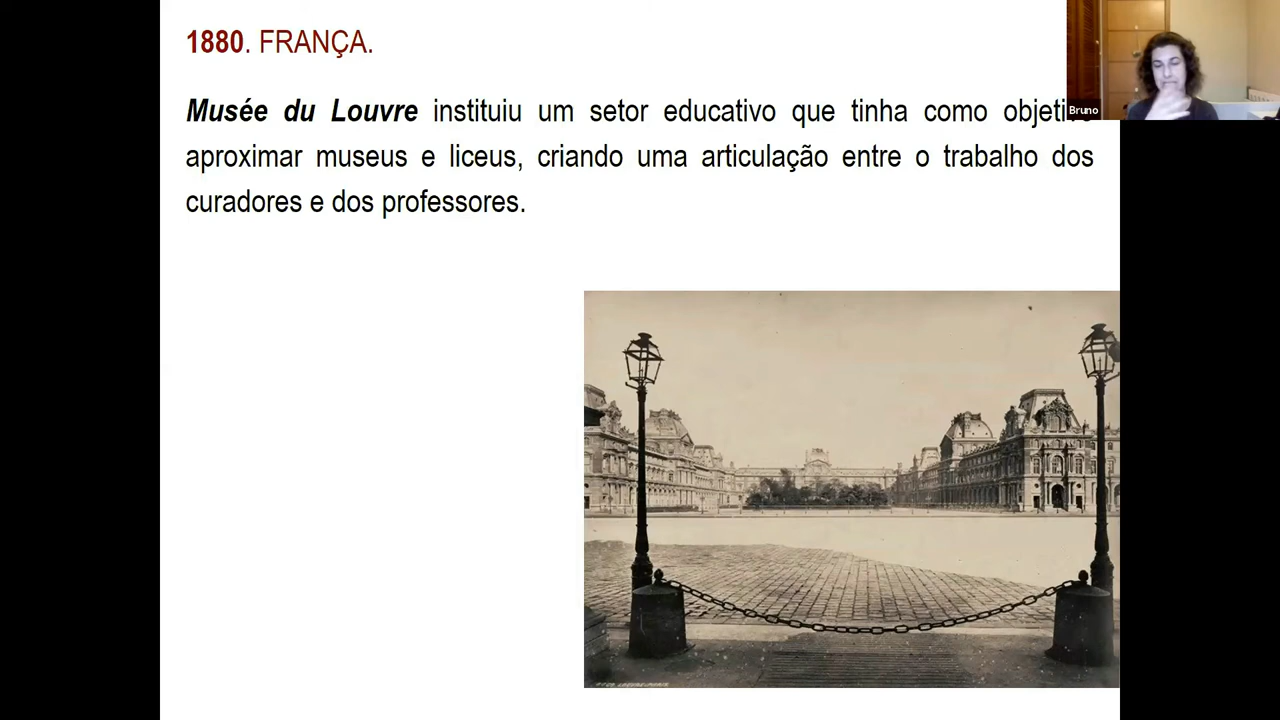 1880. FRANÇA.
Musée du Louvre instituiu um setor educativo que tinha como
aproximar museus e liceus, criando uma articulação entre o trabalho dos
curadores e dos professores.
Bruno